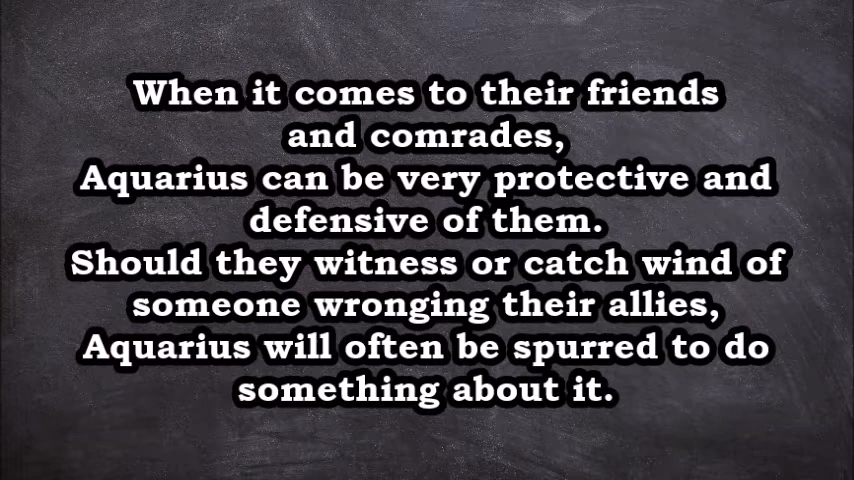 When it comes to their friends
and comrades,
Aquarius can be very protective and
defensive of them.
Should they witness or catch wind of
someone wronging their allies,
Aquarius will often be spurred to do
something about it.